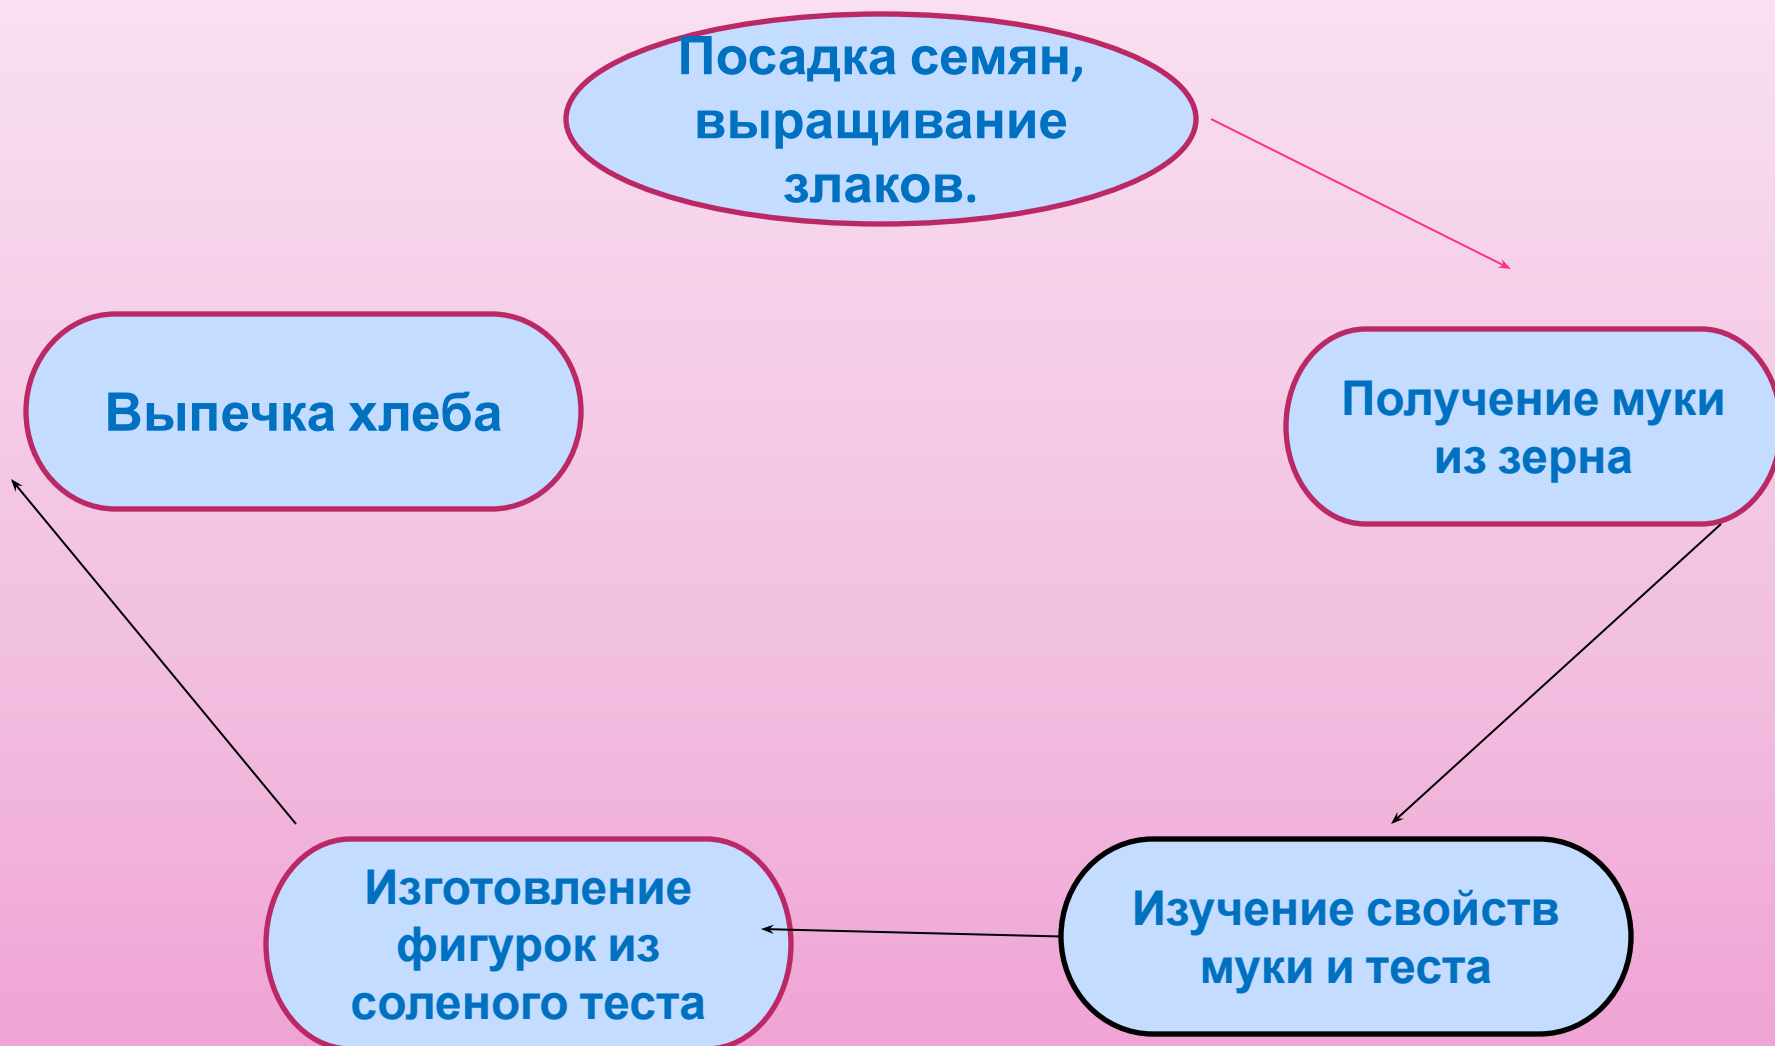 Посадка семян,
выращивание
злаков.
Получение муки
из зерна
Изучение свойств
муки и теста
Изготовление
фигурок из
соленого теста
Выпечка хлеба